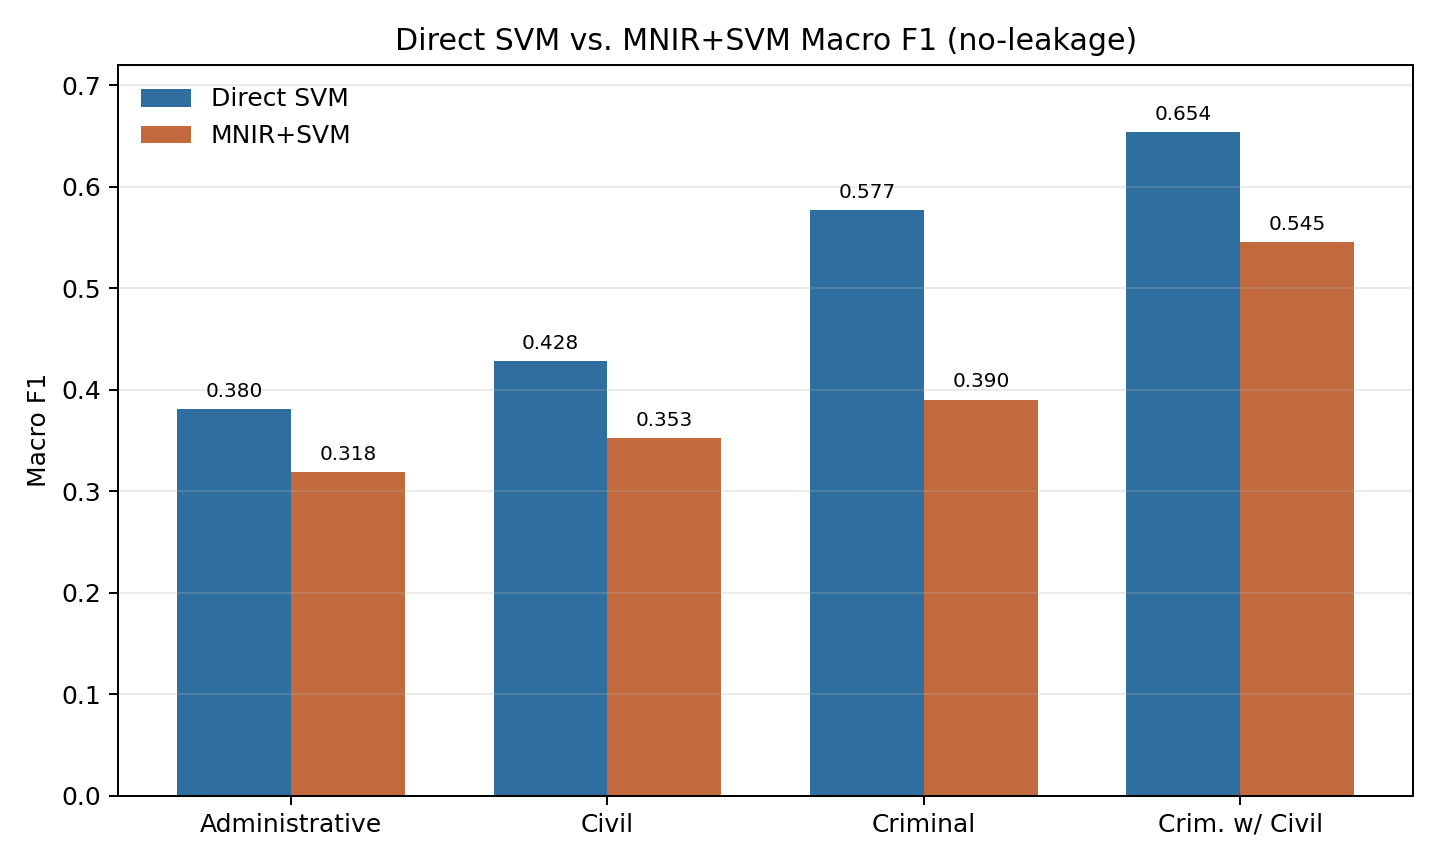 Direct SVM vs. MNIR+SVM Macro F1 (no-leakage)
Direct SVM
MNIR+SVM
Macro F1
0.7
0.6
0.5
0.4
0.3
0.2
0.1
0.0
0.380
0.318
0.428
0.353
0.577
0.390
0.654
0.545
Administrative
Civil
Criminal
Crim. w/ Civil